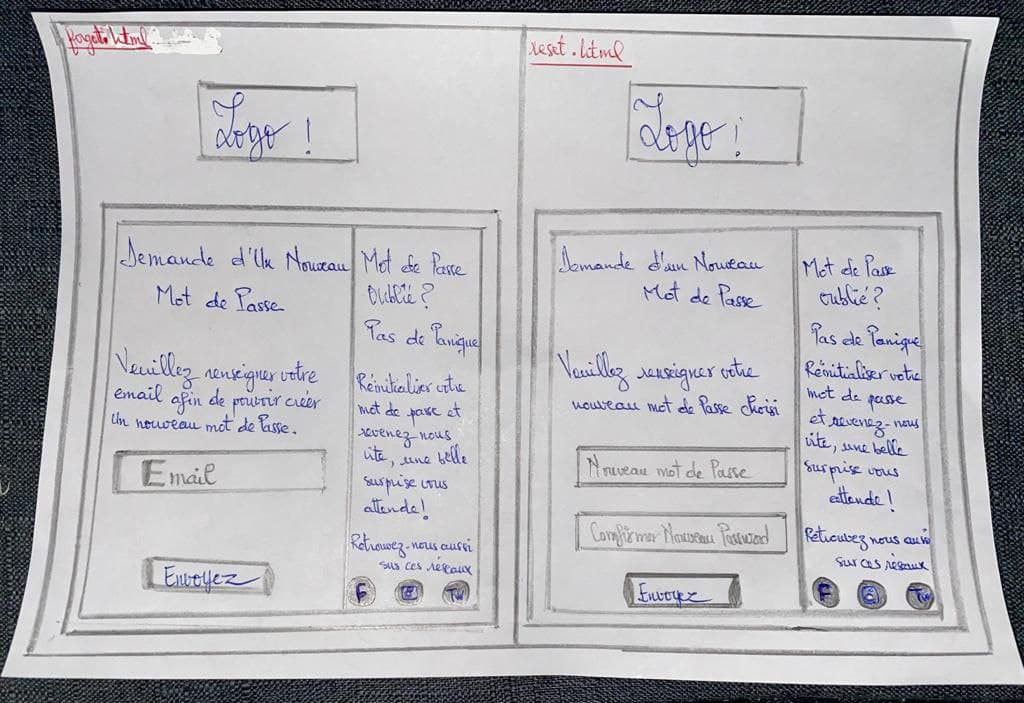 forget.html
Logo !
Demande d'Un Nouveau
Mot de Passe
Veuillez renseigner votre
email afin de pouvoir créer
Un nouveau mot de Passe.
Email
Envoyez
Mot de Passe
Oublié ?
Pas de Panique
Réinitialiser votre
mot de passe et
revenez-nous
vite, une belle
surprise vous
attende !
Retrouvez-nous aussi
sur ces réseaux
F
Tw
reset.html
Logo !
Demande d'un Nouveau
Mot de Passe
Veuillez renseigner votre
nouveau mot de Passe choisi
Nouveau mot de Passe
Confirmer Nouveau Password
Envoyez
Mot de Passe
oublié ?
Pas de Panique
Réinitialiser votre
mot de passe
et revenez-nous
vite, une belle
surprise vous
attende !
Retrouvez nous aussi
sur ces réseaux
F
Tw